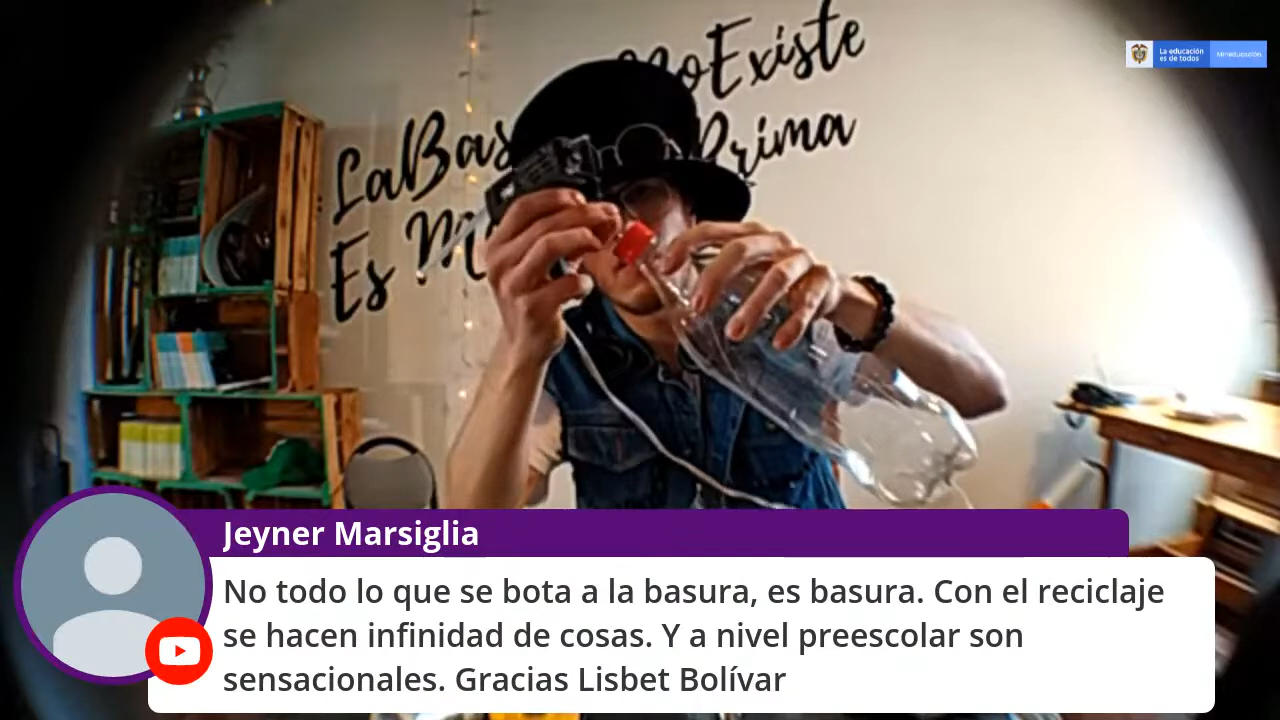 LaBas
NoExiste
Es M
Prima
La educación
es de todos
Mineducación
Jeyner Marsiglia
No todo lo que se bota a la basura, es basura. Con el reciclaje
se hacen infinidad de cosas. Y a nivel preescolar son
sensacionales. Gracias Lisbet Bolívar